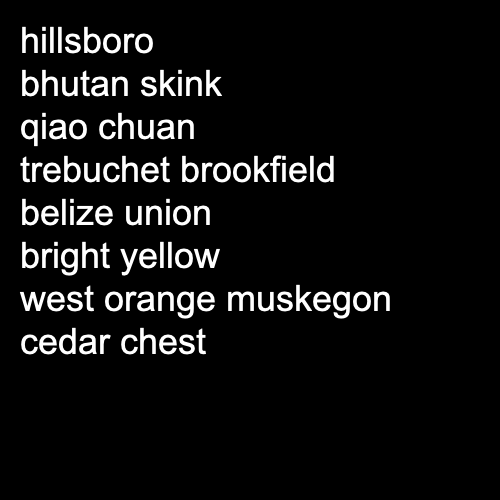 hillsboro
bhutan skink
qiao chuan
trebuchet brookfield
belize union
bright yellow
west orange muskegon
cedar chest